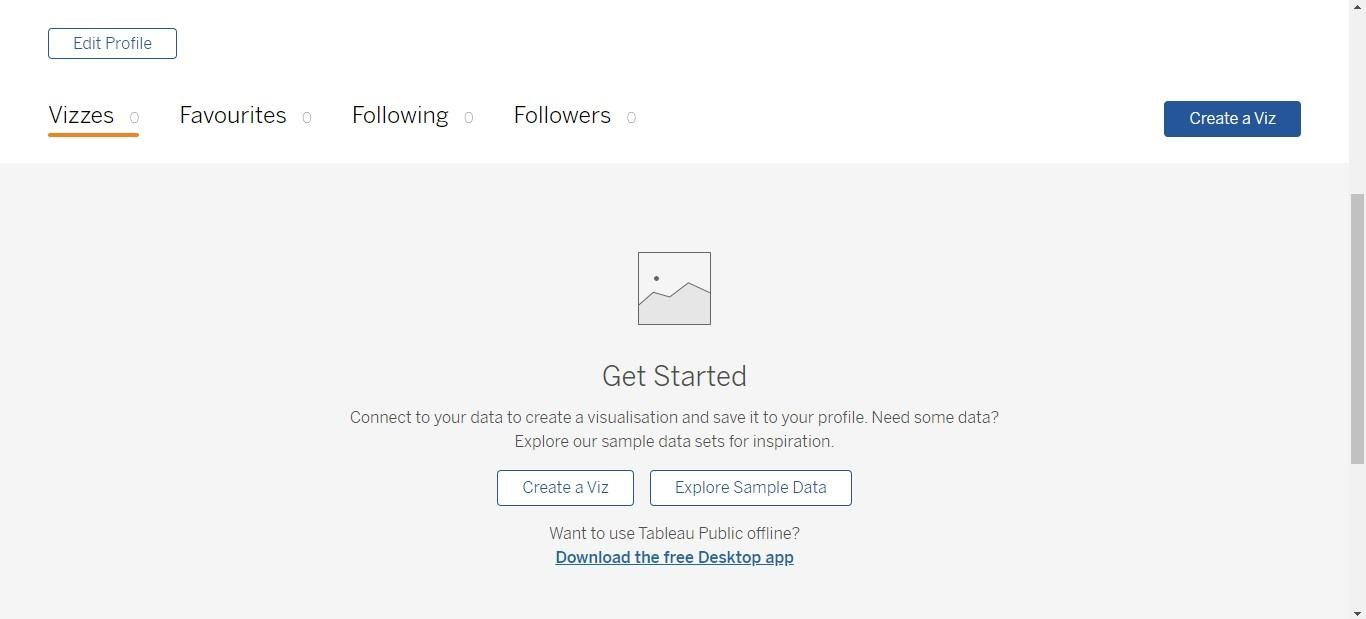 Edit Profile
Vizzes 0 Favourites 0 Following 0 Followers 0
Create a Viz
Get Started
Connect to your data to create a visualisation and save it to your profile. Need some data?
Explore our sample data sets for inspiration.
Create a Viz Explore Sample Data
Want to use Tableau Public offline?
Download the free Desktop app